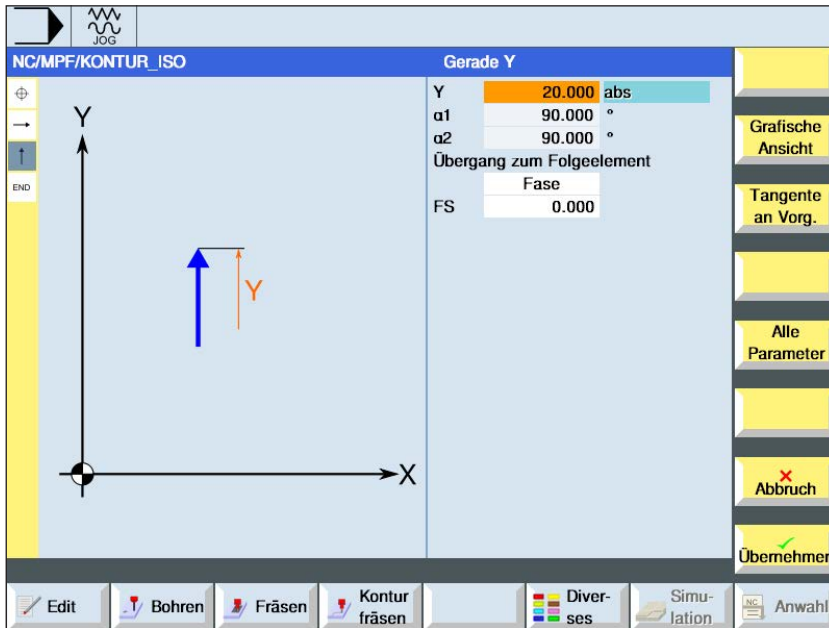 JOG
NC/MPF/KONTUR_ISO
Gerade Y
END
Y
Y
X
Y 20.000 abs
α1 90.000 °
α2 90.000 °
Übergang zum Folgeelement
Fase
FS 0.000
Grafische
Ansicht
Tangente
an Vorg.
Alle
Parameter
Abbruch
Übernehmen
Edit
Bohren
Fräsen
Kontur
fräsen
Diver-
ses
Simu-
lation
NC
Anwahl